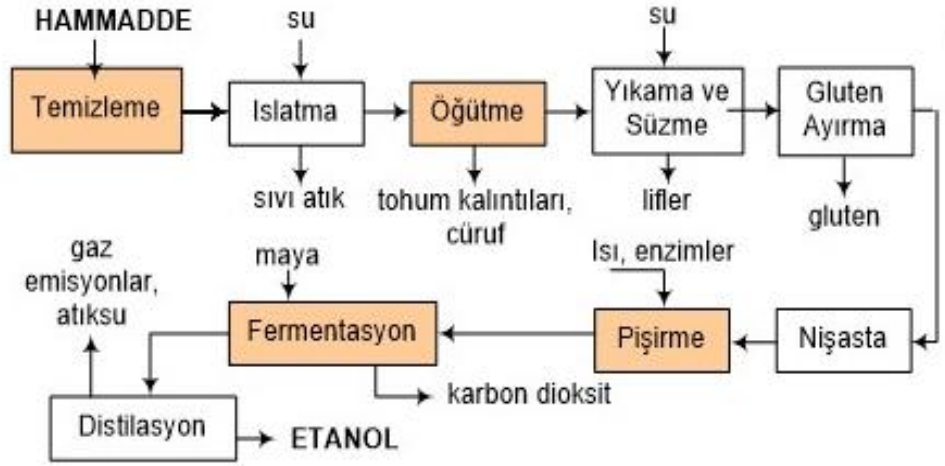 HAMMADDE
su
su
Temizleme
Islatma
Öğütme
Yıkama ve
Süzme
Gluten
Ayırma
sıvı atık
tohum kalıntıları,
cüruf
lifler
gluten
gaz
emisyonlar,
atıksu
maya
Isı, enzimler
Fermentasyon
Pişirme
Nişasta
karbon dioksit
Distilasyon
ETANOL